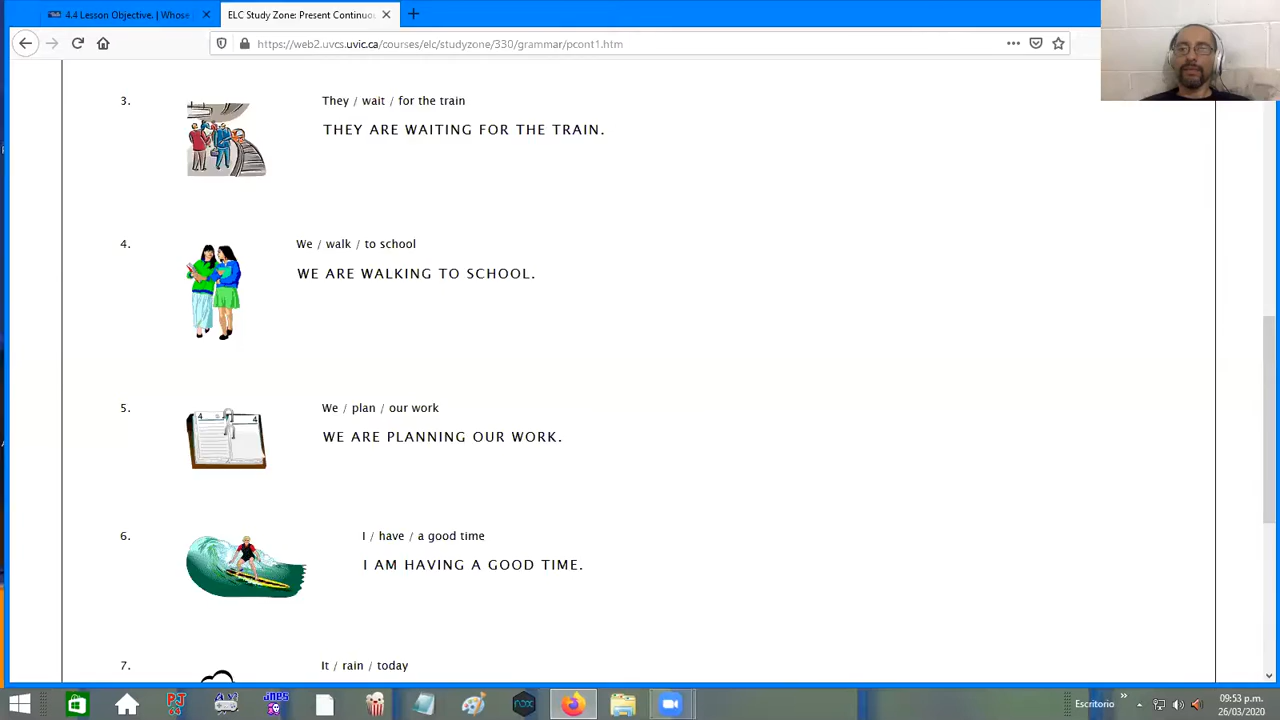 4.4 Lesson Objective. | Whose
ELC Study Zone: Present Continuou
https://web2.uvcs.uvic.ca/courses/elc/studyzone/330/grammar/pcont1.htm
3.
They / wait / for the train
THEY ARE WAITING FOR THE TRAIN.
4.
We / walk / to school
WE ARE WALKING TO SCHOOL.
5.
4 4
We / plan / our work
WE ARE PLANNING OUR WORK.
6.
I / have / a good time
I AM HAVING A GOOD TIME.
7.
It / rain / today
Escritorio
09:53 p.m.
26/03/2020